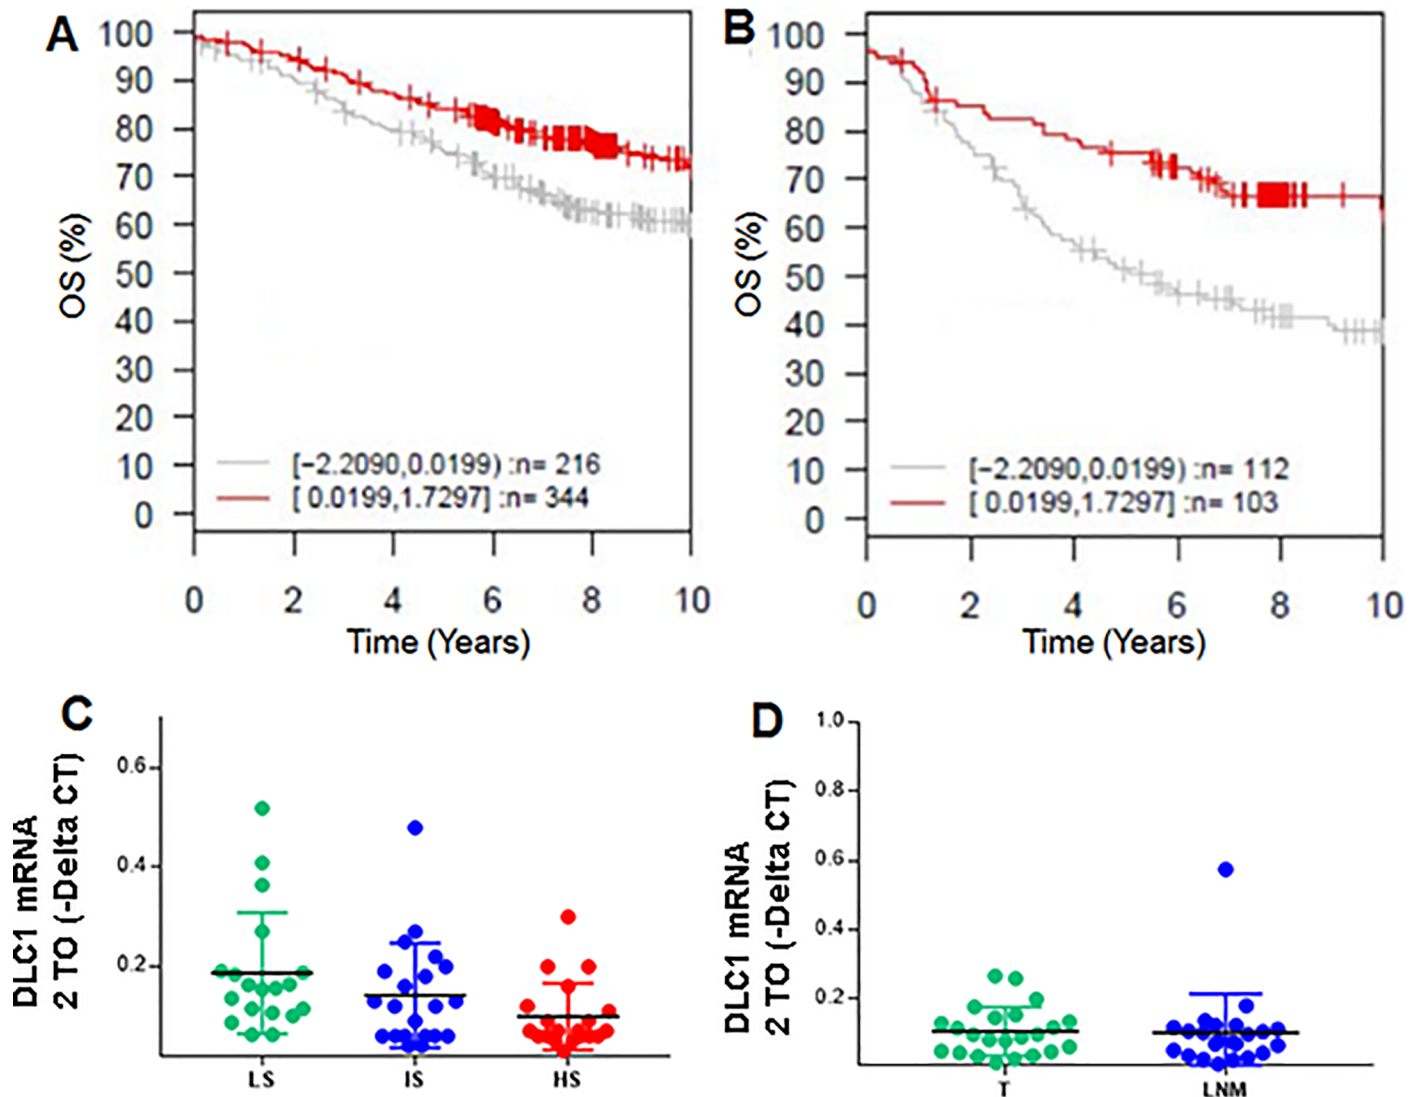 A
100
90
80
70
60
50
40
30
20
10
0
OS (%)
[−2.2090,0.0199) :n= 216
[ 0.0199,1.7297] :n= 344
0 2 4 6 8 10
Time (Years)
B
100
90
80
70
60
50
40
30
20
10
0
OS (%)
[−2.2090,0.0199) :n= 112
[ 0.0199,1.7297] :n= 103
0 2 4 6 8 10
Time (Years)
C
DLC1 mRNA
2 TO (-Delta CT)
0.6
0.4
0.2
LS IS HS
D
DLC1 mRNA
2 TO (-Delta CT)
1.0
0.8
0.6
0.4
0.2
T LNM